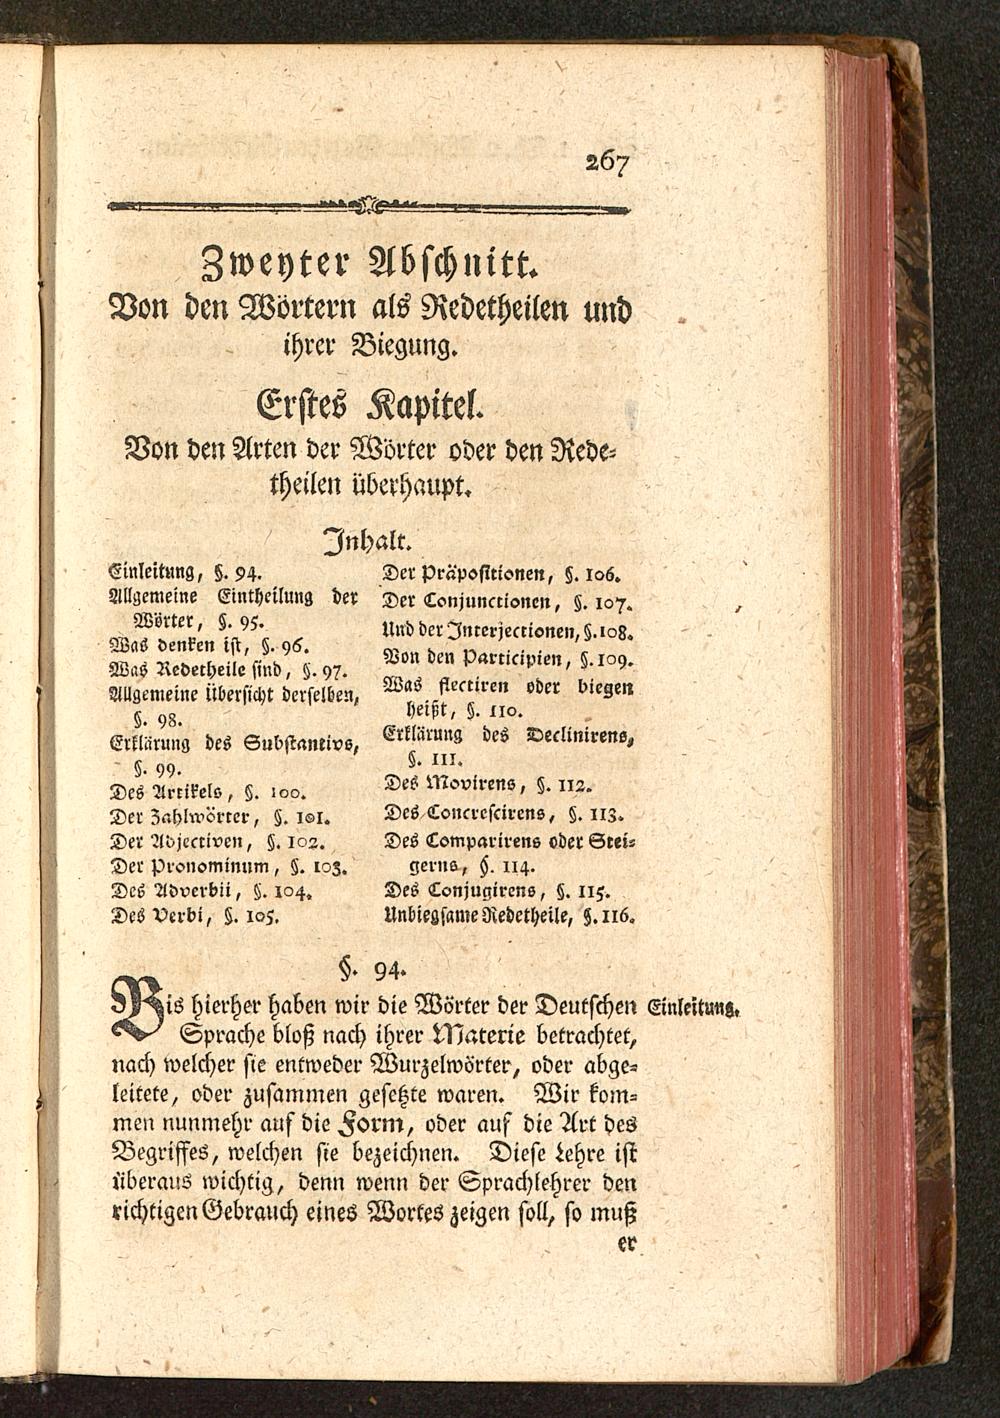 267
Zweyter Abschnitt.
Von den Wörtern als Redetheilen und
ihrer Biegung.
Erstes Kapitel.
Von den Arten der Wörter oder den Rede-
theilen überhaupt.
Inhalt.
Einleitung, §. 94.
Allgemeine Eintheilung der
Wörter, §. 95.
Was denken ist, §. 96.
Was Redetheile sind, §. 97.
Allgemeine übersicht derselben,
§. 98.
Erklärung des Substantivs,
§. 99.
Des Artikels, §. 100.
Der Zahlwörter, §. 101.
Der Adjectiven, §. 102.
Der Pronominum, §. 103.
Des Adverbii, §. 104.
Des Verbi, §. 105.
Der Präpositionen, §. 106.
Der Conjunctionen, §. 107.
Und der Interjectionen, §. 108.
Von den Participien, §. 109.
Was flectiren oder biegen
heißt, §. 110.
Erklärung des Declinirens,
§. 111.
Des Movirens, §. 112.
Des Concrescirens, §. 113.
Des Comparirens oder Stei-
gerns, §. 114.
Des Conjugirens, §. 115.
Unbiegsame Redetheile, §. 116.
§. 94.
Bis hierher haben wir die Wörter der Deutschen Einleitung.
Sprache bloß nach ihrer Materie betrachtet,
nach welcher sie entweder Wurzelwörter, oder abge-
leitete, oder zusammen gesetzte waren. Wir kom-
men nunmehr auf die Form, oder auf die Art des
Begriffes, welchen sie bezeichnen. Diese Lehre ist
überaus wichtig, denn wenn der Sprachlehrer den
richtigen Gebrauch eines Wortes zeigen soll, so muß
er